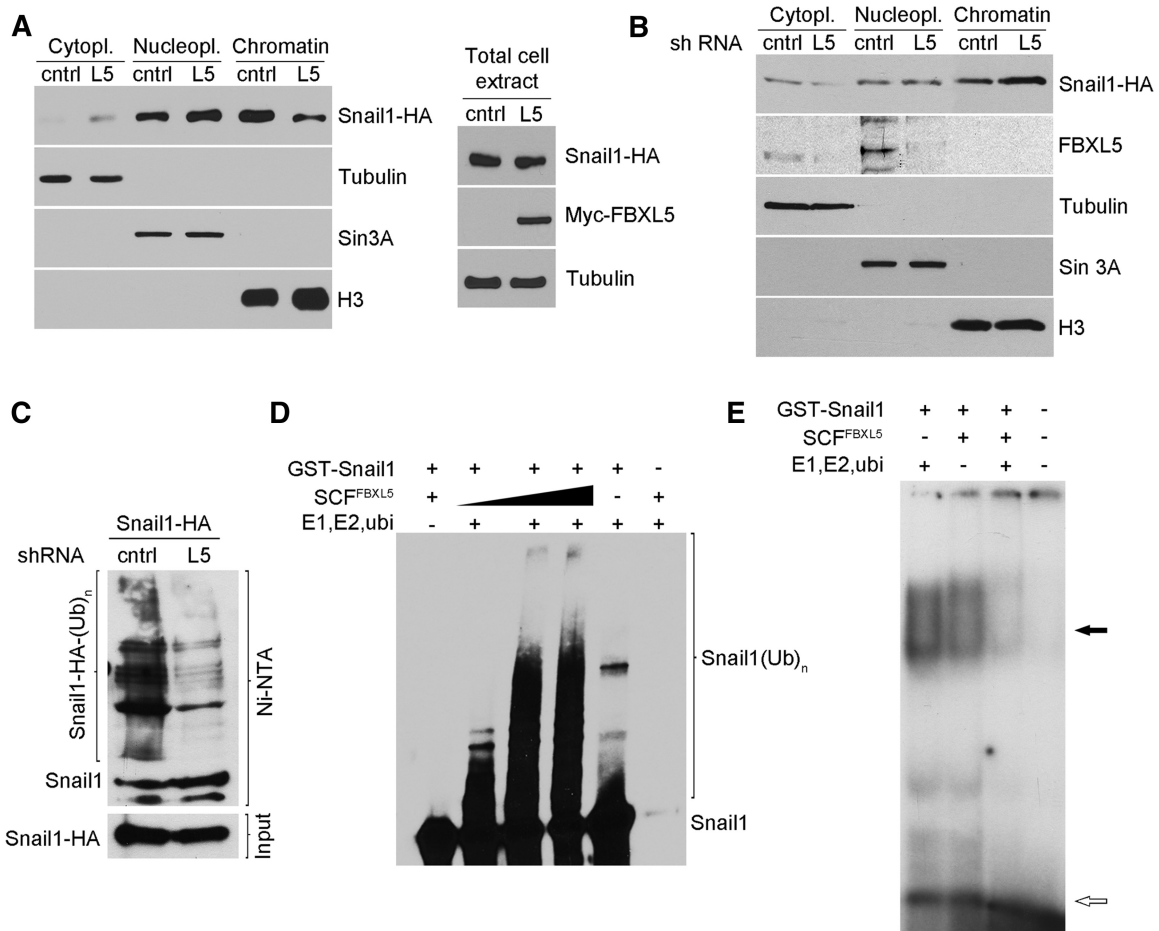 A
Cytopl. Nucleopl. Chromatin
cntrl L5 cntrl L5 cntrl L5
Snail1-HA
Tubulin
Sin3A
H3
Total cell
extract
cntrl L5
Snail1-HA
Myc-FBXL5
Tubulin
B
Cytopl. Nucleopl. Chromatin
sh RNA cntrl L5 cntrl L5 cntrl L5
Snail1-HA
FBXL5
Tubulin
Sin 3A
H3
C
Snail1-HA
shRNA cntrl L5
Snail1-HA-(Ub)n
Ni-NTA
Snail1
Snail1-HA
Input
D
GST-Snail1 + + + + + -
SCFFBXL5 + - +
E1,E2,ubi - + + + + +
Snail1(Ub)n
Snail1
E
GST-Snail1 + + + -
SCFFBXL5 - + + -
E1,E2,ubi + - + -